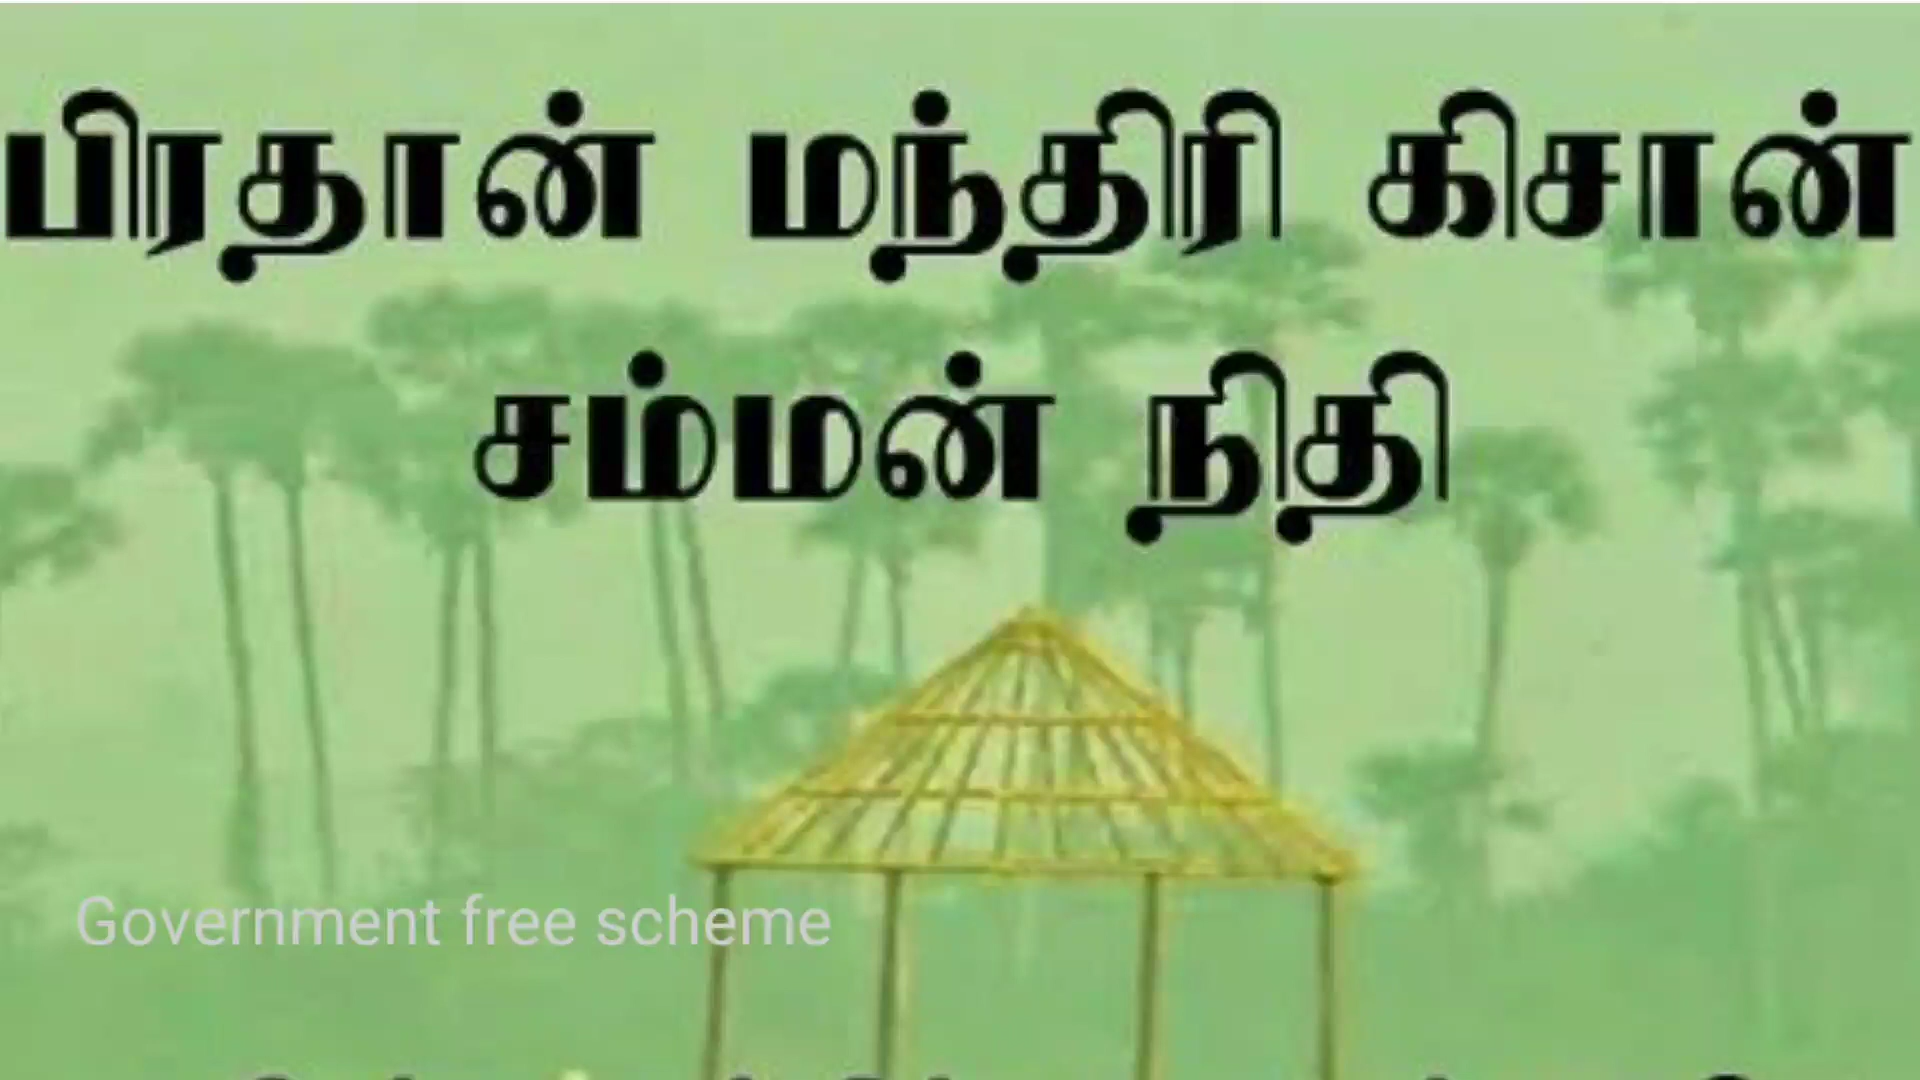 பிரதான் மந்திரி கிசான்
சம்மன் நிதி
Government free scheme